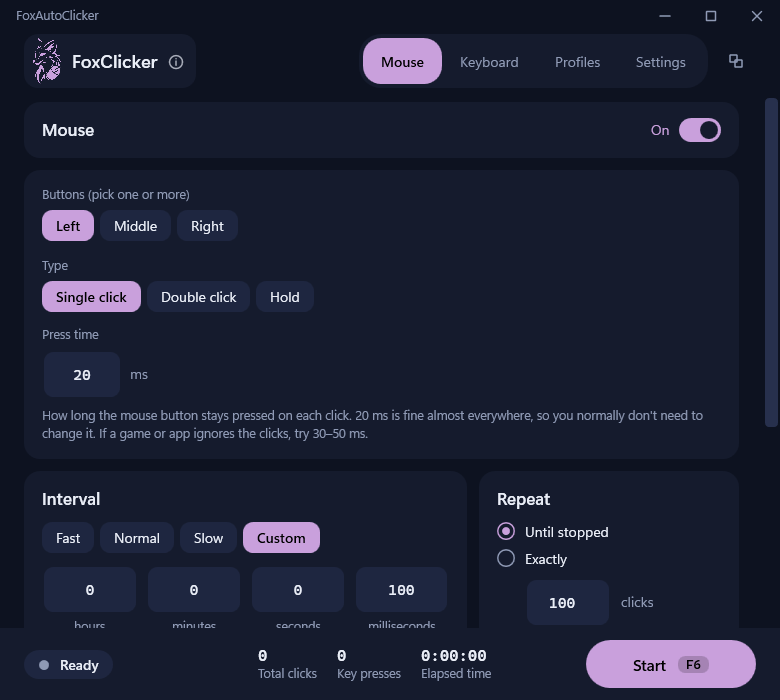 FoxAutoClicker
FoxClicker
Mouse
Keyboard
Profiles
Settings
Mouse
On
Buttons (pick one or more)
Left
Middle
Right
Type
Single click
Double click
Hold
Press time
20
ms
How long the mouse button stays pressed on each click. 20 ms is fine almost everywhere, so you normally don't need to
change it. If a game or app ignores the clicks, try 30–50 ms.
Interval
Fast
Normal
Slow
Custom
0
0
0
100
hours
minutes
seconds
milliseconds
Repeat
Until stopped
Exactly
100
clicks
Ready
0
Total clicks
0
Key presses
0:00:00
Elapsed time
Start
F6